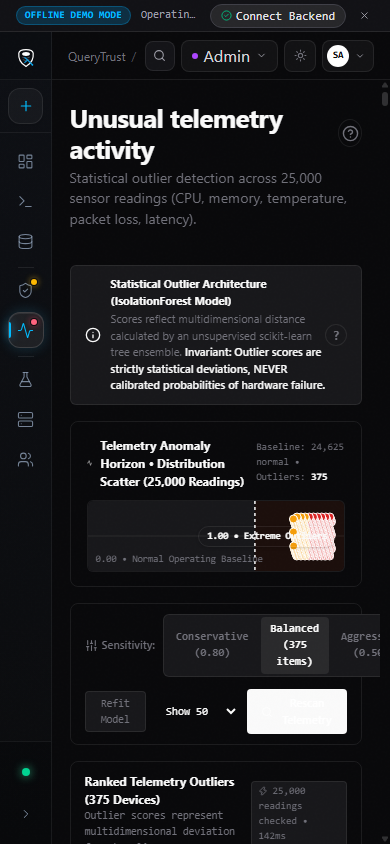 OFFLINE DEMO MODE Operatin… Connect Backend
QueryTrust / Admin SA
Unusual telemetry
activity
Statistical outlier detection across 25,000
sensor readings (CPU, memory, temperature,
packet loss, latency).
Statistical Outlier Architecture
(IsolationForest Model)
Scores reflect multidimensional distance
calculated by an unsupervised scikit-learn
tree ensemble. Invariant: Outlier scores are
strictly statistical deviations, NEVER
calibrated probabilities of hardware failure.
?
Telemetry Anomaly
Horizon • Distribution
Scatter (25,000 Readings)
Baseline: 24,625
normal •
Outliers: 375
1.00 • Extreme
0.00 • Normal Operating Baseline
Sensitivity:
Conservative
(0.80)
Balanced
(375
items)
Aggres
(0.50
Refit
Model
Show 50
Ranked Telemetry Outliers
(375 Devices)
Outlier scores represent
multidimensional deviation
25,000
readings
checked •
142ms